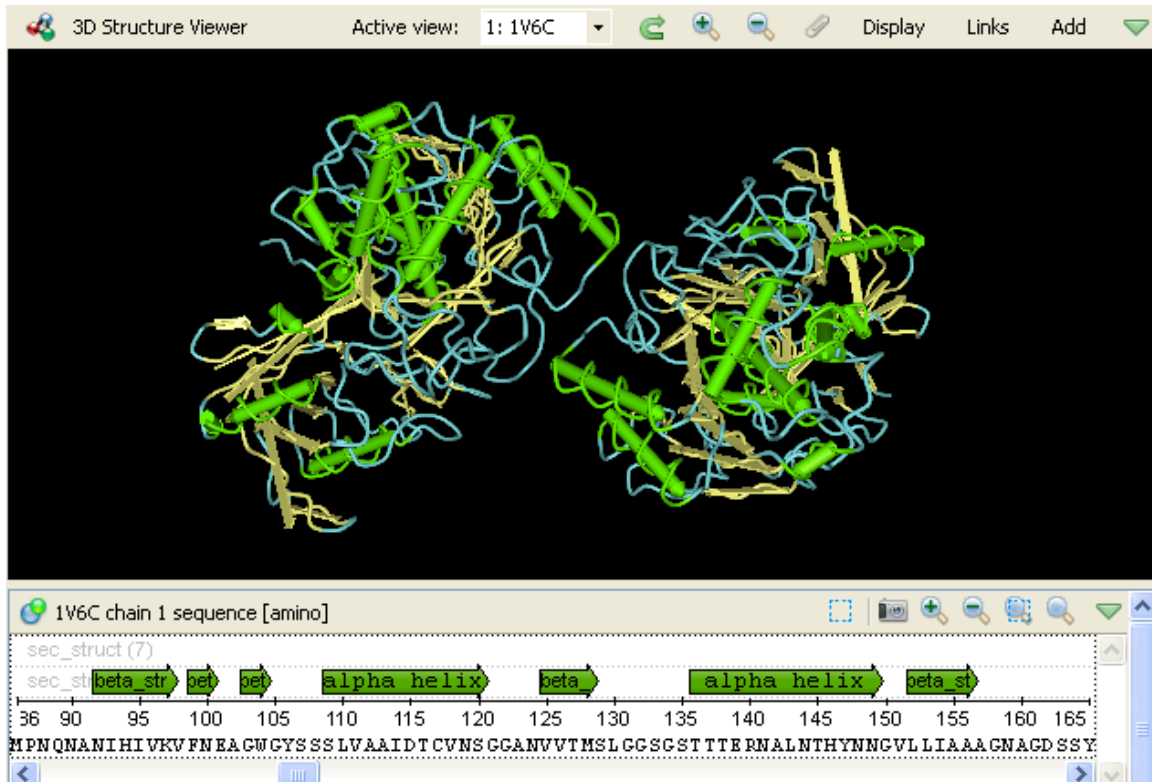 3D Structure Viewer Active view: 1: 1V6C Display Links Add
1V6C chain 1 sequence [amino]
sec_struct (7)
sec_str beta_str bet bet alpha helix beta_ alpha helix beta_st
36 90 95 100 105 110 115 120 125 130 135 140 145 150 155 160 165
MPNQNANIHIVKVFNEAGWGYSSSLVAAIDTCVNSGGANVVTMSLGGSGSTTTERNALNTHYNNGVLLIAAAGNAGDSSY